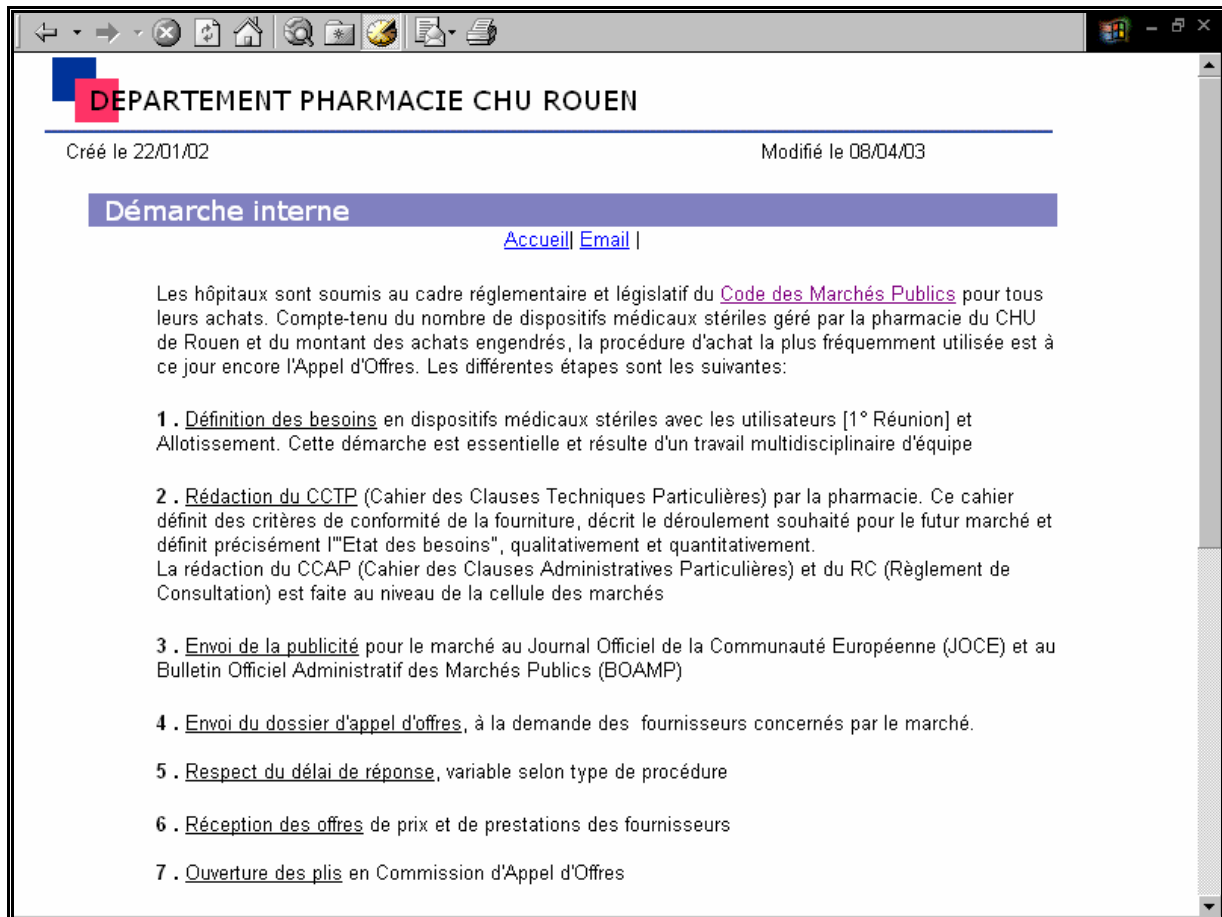 DEPARTEMENT PHARMACIE CHU ROUEN
Créé le 22/01/02 Modifié le 08/04/03
Démarche interne
Accueil| Email |
Les hôpitaux sont soumis au cadre réglementaire et législatif du Code des Marchés Publics pour tous
leurs achats. Compte-tenu du nombre de dispositifs médicaux stériles géré par la pharmacie du CHU
de Rouen et du montant des achats engendrés, la procédure d'achat la plus fréquemment utilisée est à
ce jour encore l'Appel d'Offres. Les différentes étapes sont les suivantes:
1 . Définition des besoins en dispositifs médicaux stériles avec les utilisateurs [1° Réunion] et
Allotissement. Cette démarche est essentielle et résulte d'un travail multidisciplinaire d'équipe
2 . Rédaction du CCTP (Cahier des Clauses Techniques Particulières) par la pharmacie. Ce cahier
définit des critères de conformité de la fourniture, décrit le déroulement souhaité pour le futur marché et
définit précisément l'"Etat des besoins", qualitativement et quantitativement.
La rédaction du CCAP (Cahier des Clauses Administratives Particulières) et du RC (Règlement de
Consultation) est faite au niveau de la cellule des marchés
3 . Envoi de la publicité pour le marché au Journal Officiel de la Communauté Européenne (JOCE) et au
Bulletin Officiel Administratif des Marchés Publics (BOAMP)
4 . Envoi du dossier d'appel d'offres, à la demande des  fournisseurs concernés par le marché.
5 . Respect du délai de réponse, variable selon type de procédure
6 . Réception des offres de prix et de prestations des fournisseurs
7 . Ouverture des plis en Commission d'Appel d'Offres